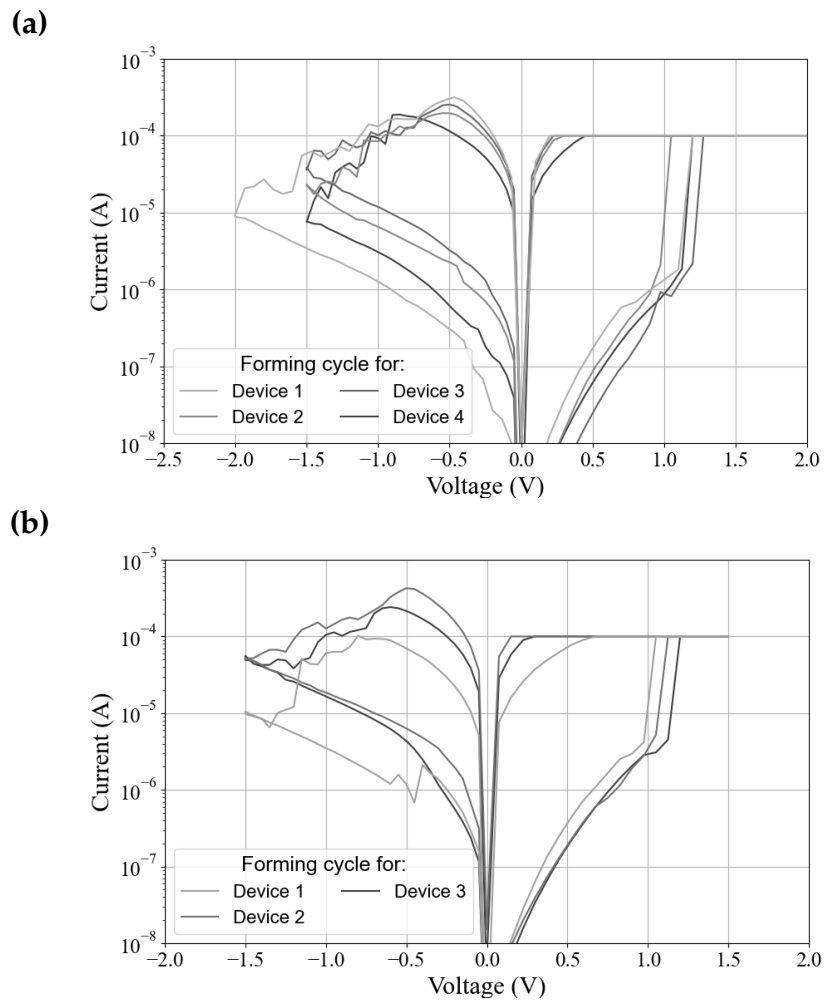 (a)
10⁻³
10⁻⁴
10⁻⁵
10⁻⁶
10⁻⁷
10⁻⁸
Current (A)
Forming cycle for:
Device 1 Device 3
Device 2 Device 4
−2.5 −2.0 −1.5 −1.0 −0.5 0.0 0.5 1.0 1.5 2.0
Voltage (V)
(b)
10⁻³
10⁻⁴
10⁻⁵
10⁻⁶
10⁻⁷
10⁻⁸
Current (A)
Forming cycle for:
Device 1 Device 3
Device 2
−2.0 −1.5 −1.0 −0.5 0.0 0.5 1.0 1.5 2.0
Voltage (V)